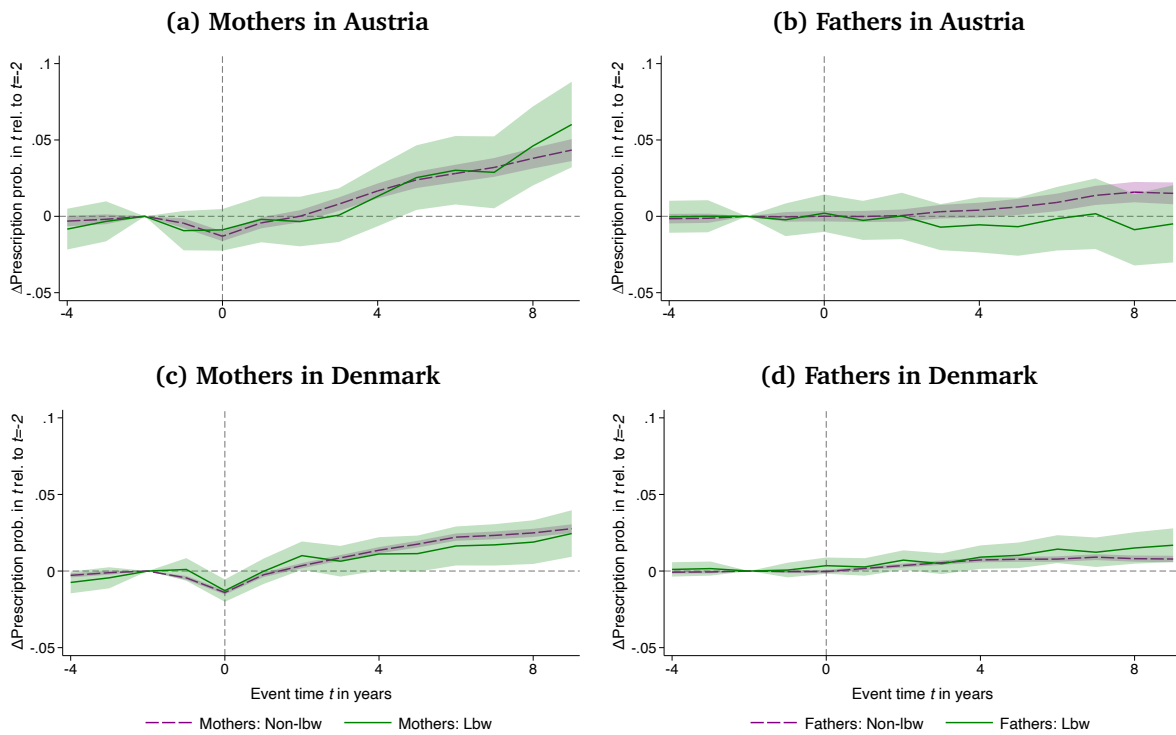 (a) Mothers in Austria
ΔPrescription prob. in t rel. to t=-2
.1
.05
0
-.05
-4 0 4 8
(b) Fathers in Austria
ΔPrescription prob. in t rel. to t=-2
.1
.05
0
-.05
-4 0 4 8
(c) Mothers in Denmark
ΔPrescription prob. in t rel. to t=-2
.1
.05
0
-.05
-4 0 4 8
Event time t in years
Mothers: Non-lbw Mothers: Lbw
(d) Fathers in Denmark
ΔPrescription prob. in t rel. to t=-2
.1
.05
0
-.05
-4 0 4 8
Event time t in years
Fathers: Non-lbw Fathers: Lbw